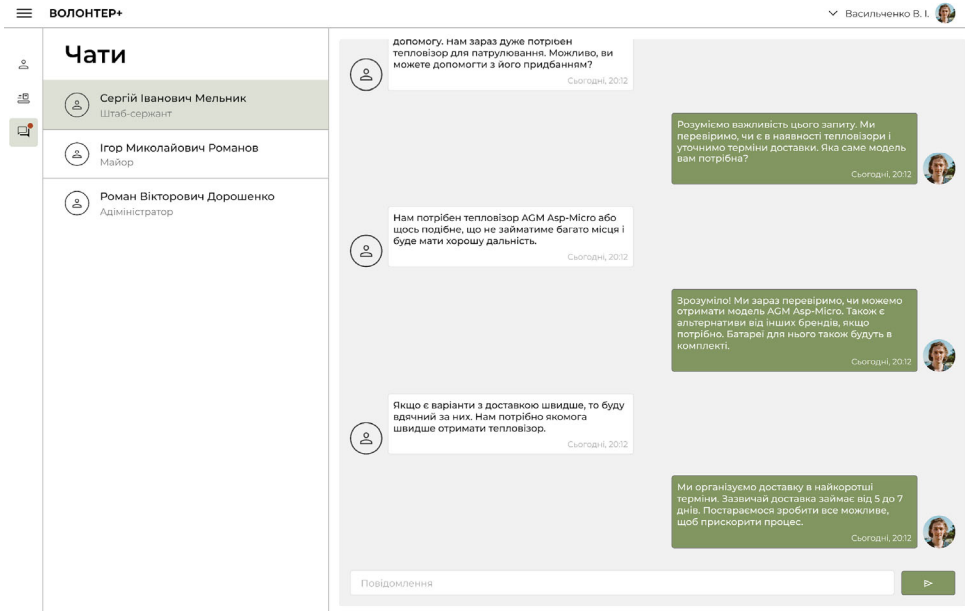 ВОЛОНТЕР+
Васильченко В. І.
Чати
Сергій Іванович Мельник
Штаб-сержант
Ігор Миколайович Романов
Майор
Роман Вікторович Дорошенко
Адіміністратор
допомогу. Нам зараз дуже потрібен
тепловізор для патрулювання. Можливо, ви
можете допомогти з його придбанням?
Сьогодні, 20:12
Розуміємо важливість цього запиту. Ми
перевіримо, чи є в наявності тепловізори і
уточнимо терміни доставки. Яка саме модель
вам потрібна?
Сьогодні, 20:12
Нам потрібен тепловізор AGM Asp-Micro або
щось подібне, що не займатиме багато місця і
буде мати хорошу дальність.
Сьогодні, 20:12
Зрозуміло! Ми зараз перевіримо, чи можемо
отримати модель AGM Asp-Micro. Також є
альтернативи від інших брендів, якщо
потрібно. Батареї для нього також будуть в
комплекті.
Сьогодні, 20:12
Якщо є варіанти з доставкою швидше, то буду
вдячний за них. Нам потрібно якомога
швидше отримати тепловізор.
Сьогодні, 20:12
Ми організуємо доставку в найкоротші
терміни. Зазвичай доставка займає від 5 до 7
днів. Постараємося зробити все можливе,
щоб прискорити процес.
Сьогодні, 20:12
Повідомлення